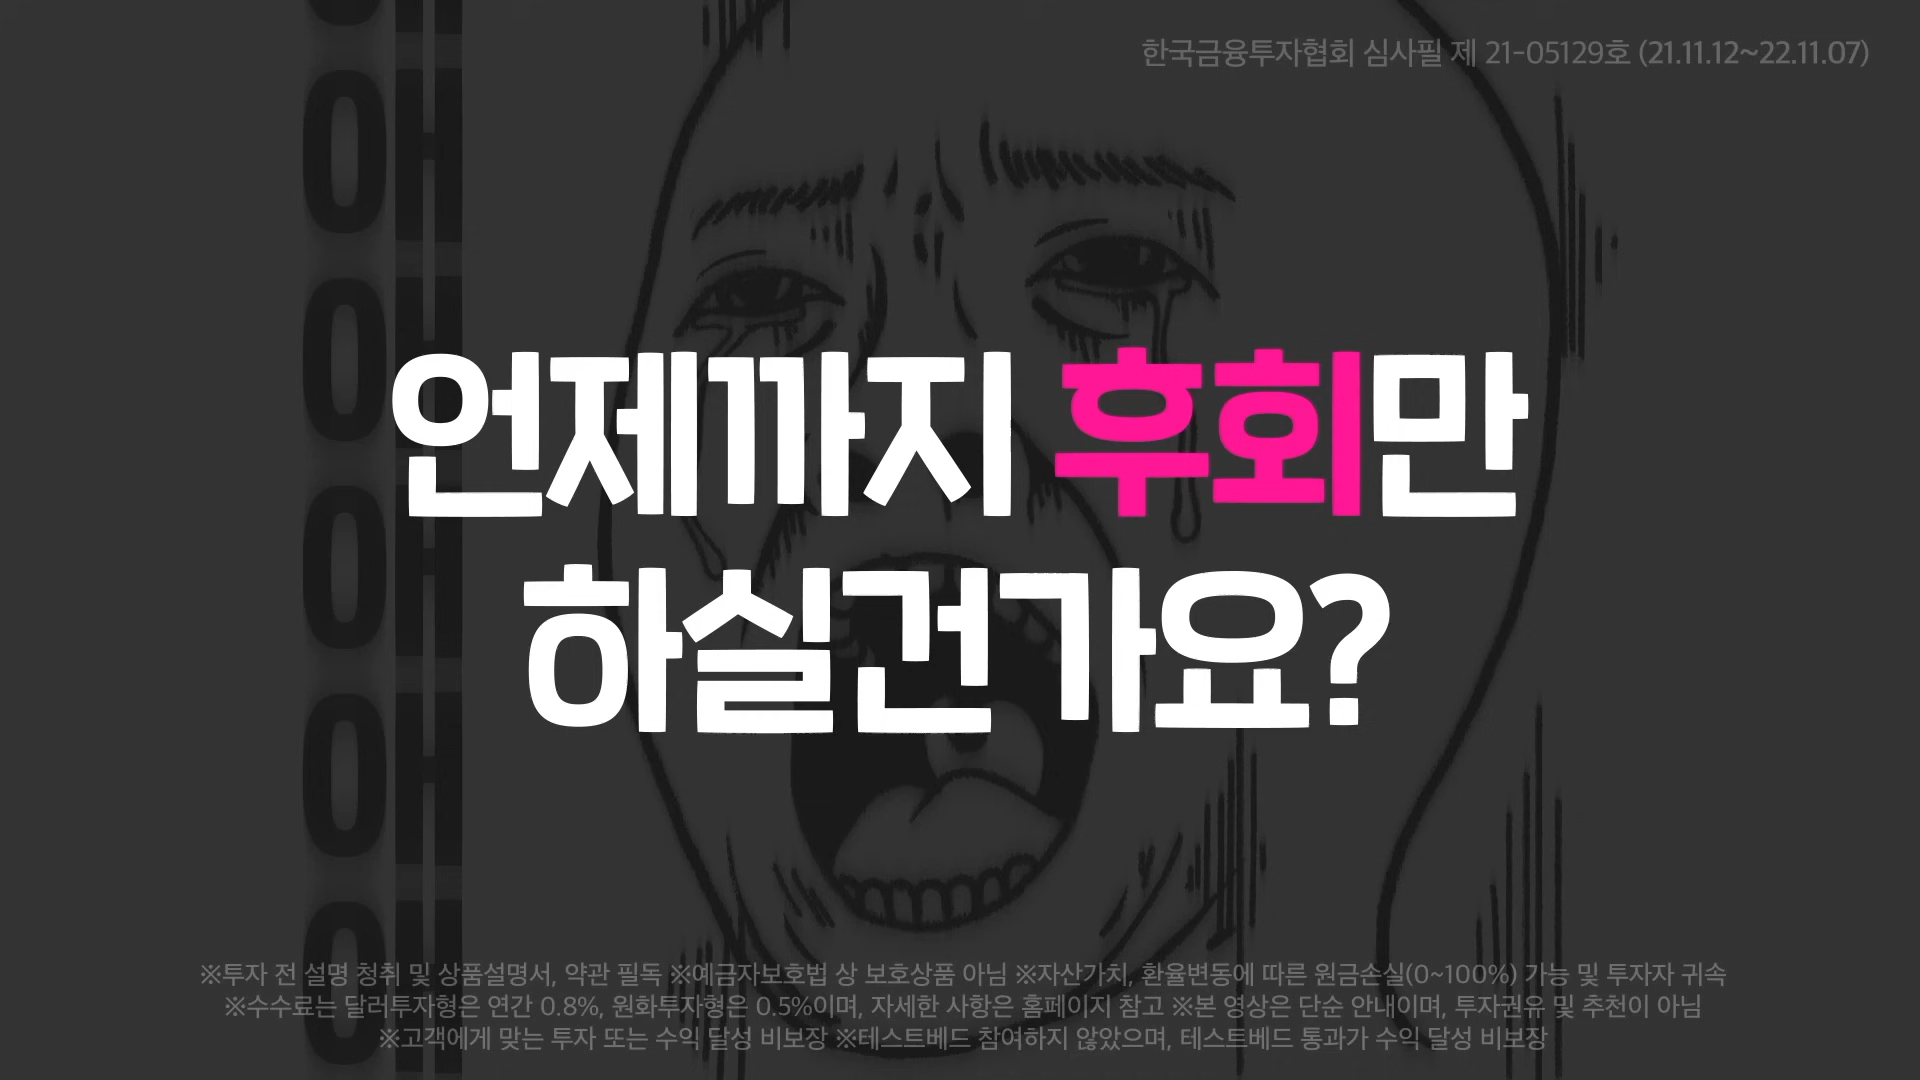 한국금융투자협회 심사필 제 21-05129호 (21.11.12~22.11.07)
애
애
애
애
애
언제까지 후회만
하실건가요?
※투자 전 설명 청취 및 상품설명서, 약관 필독 ※예금자보호법 상 보호상품 아님 ※자산가치, 환율변동에 따른 원금손실(0~100%) 가능 및 투자자 귀속
※수수료는 달러투자형은 연간 0.8%, 원화투자형은 0.5%이며, 자세한 사항은 홈페이지 참고 ※본 영상은 단순 안내이며, 투자권유 및 추천이 아님
※고객에게 맞는 투자 또는 수익 달성 비보장 ※테스트베드 참여하지 않았으며, 테스트베드 통과가 수익 달성 비보장